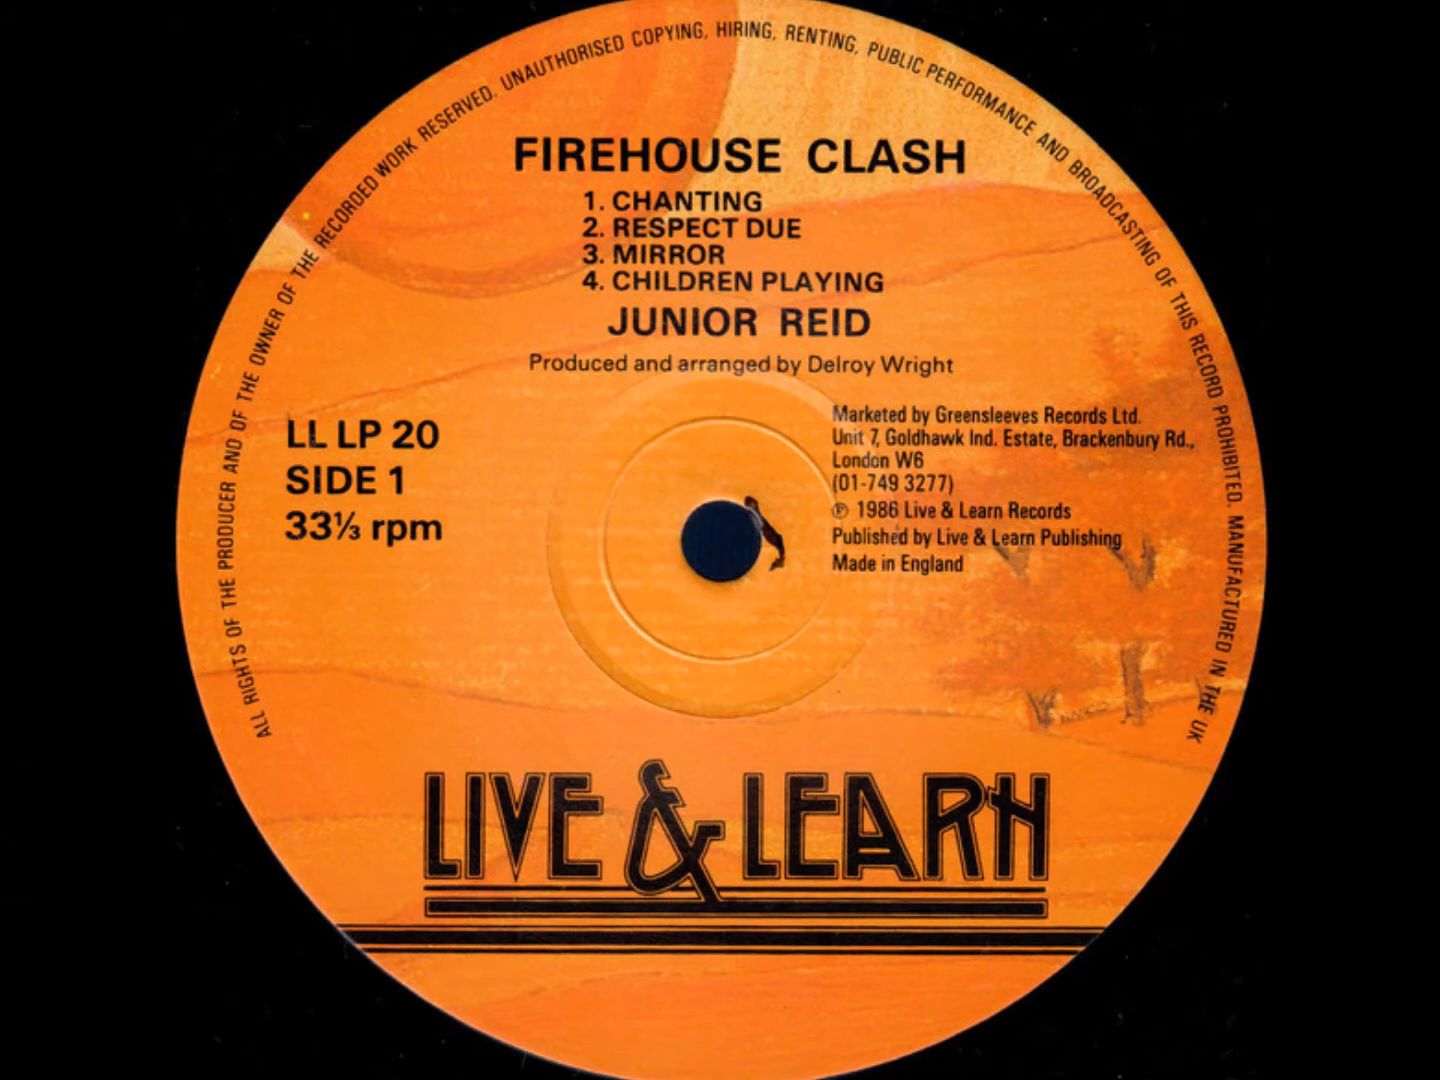 ALL RIGHTS OF THE PRODUCER AND OF THE OWNER OF THE RECORDED WORK RESERVED. UNAUTHORISED COPYING, HIRING, RENTING, PUBLIC PERFORMANCE AND BROADCASTING OF THIS RECORD PROHIBITED. MANUFACTURED IN THE UK
FIREHOUSE CLASH
1. CHANTING
2. RESPECT DUE
3. MIRROR
4. CHILDREN PLAYING
JUNIOR REID
Produced and arranged by Delroy Wright
LL LP 20
SIDE 1
33⅓ rpm
Marketed by Greensleeves Records Ltd.
Unit 7, Goldhawk Ind. Estate, Brackenbury Rd.,
London W6
(01-749 3277)
℗ 1986 Live & Learn Records
Published by Live & Learn Publishing
Made in England
LIVE & LEARN